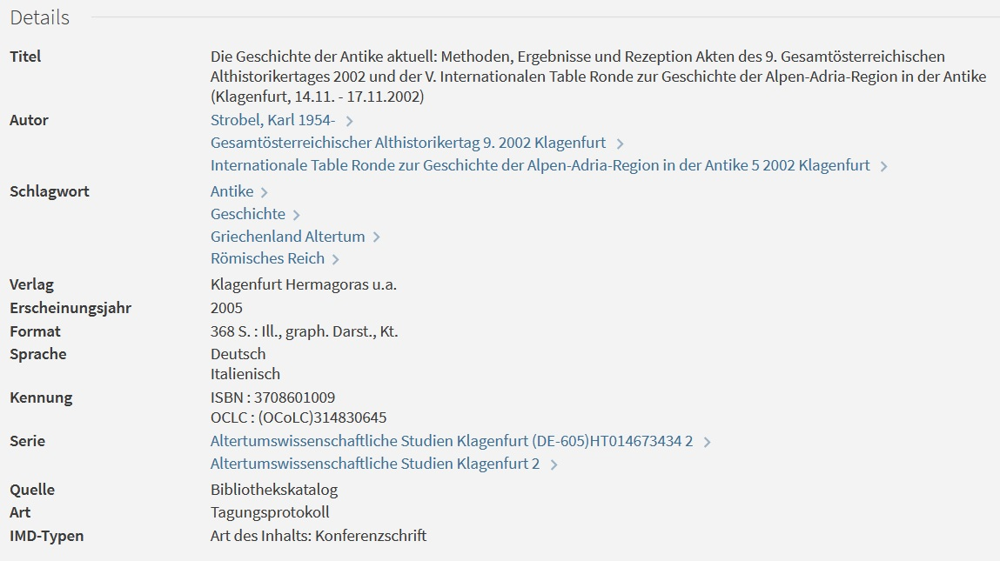 Details
Titel Die Geschichte der Antike aktuell: Methoden, Ergebnisse und Rezeption Akten des 9. Gesamtösterreichischen
Althistorikertages 2002 und der V. Internationalen Table Ronde zur Geschichte der Alpen-Adria-Region in der Antike
(Klagenfurt, 14.11. - 17.11.2002)
Autor Strobel, Karl 1954-
Gesamtösterreichischer Althistorikertag 9. 2002 Klagenfurt
Internationale Table Ronde zur Geschichte der Alpen-Adria-Region in der Antike 5 2002 Klagenfurt
Schlagwort Antike
Geschichte
Griechenland Altertum
Römisches Reich
Verlag Klagenfurt Hermagoras u.a.
Erscheinungsjahr 2005
Format 368 S. : Ill., graph. Darst., Kt.
Sprache Deutsch
Italienisch
Kennung ISBN : 3708601009
OCLC : (OCoLC)314830645
Serie Altertumswissenschaftliche Studien Klagenfurt (DE-605)HT014673434 2
Altertumswissenschaftliche Studien Klagenfurt 2
Quelle Bibliothekskatalog
Art Tagungsprotokoll
IMD-Typen Art des Inhalts: Konferenzschrift